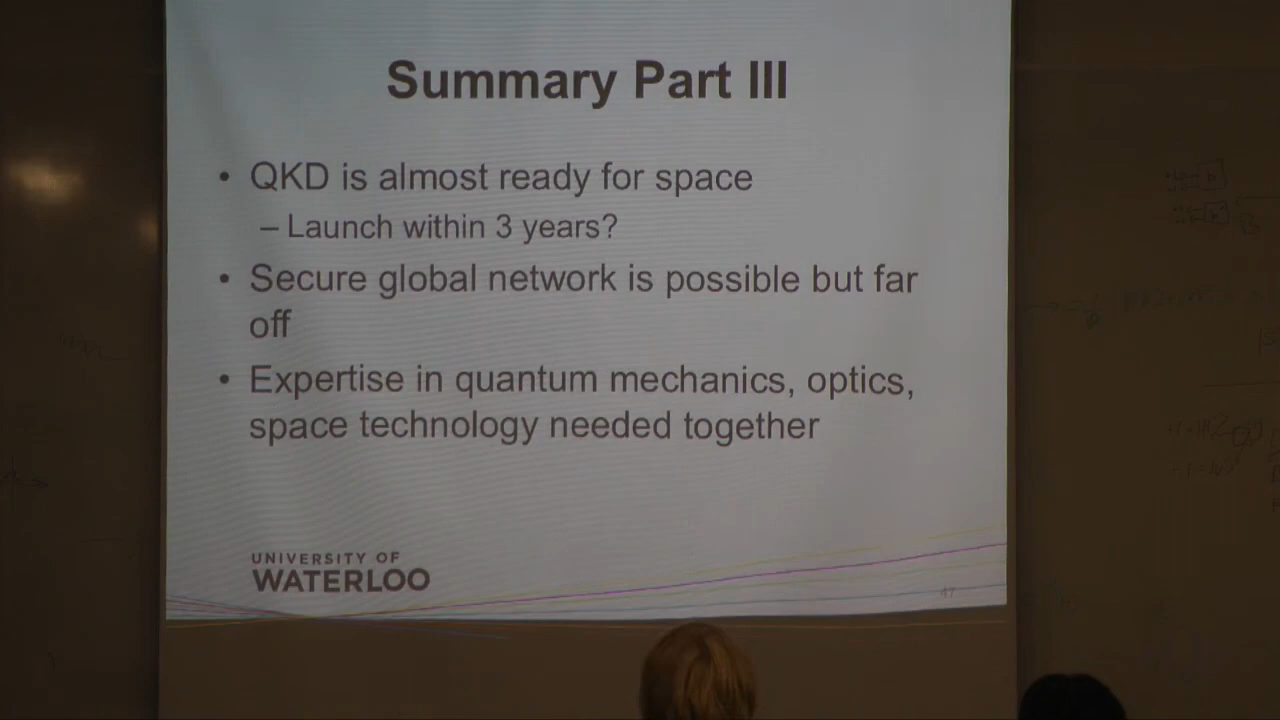 Summary Part III
• QKD is almost ready for space
– Launch within 3 years?
• Secure global network is possible but far
off
• Expertise in quantum mechanics, optics,
space technology needed together
UNIVERSITY OF
WATERLOO
47